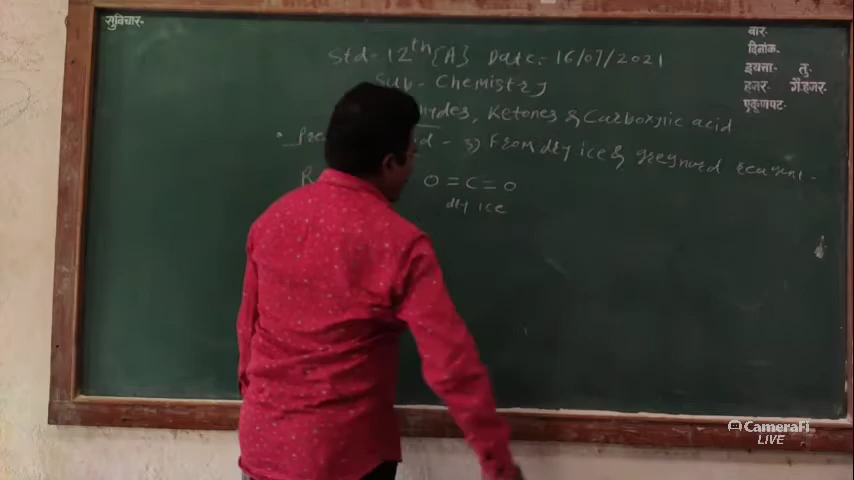 सुविचार-
Std-12th {A} Date:-16/07/2021
Sub- Chemistry
hydes, Ketones & Carboxylic acid
d - 3) From dry ice & greynard reagent -
R O=C=O
dry ice
वार-
दिनांक-
इयत्ता- तु-
हजर- गैरहजर-
एकूणपट-
CameraFi
LIVE